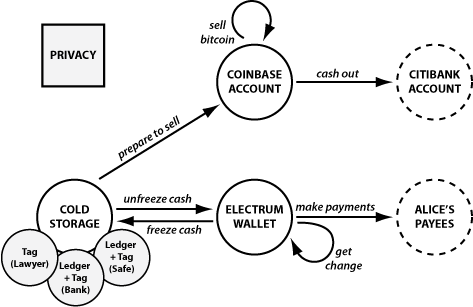 PRIVACY
sell
bitcoin
COINBASE
ACCOUNT
cash out
CITIBANK
ACCOUNT
prepare to sell
COLD
STORAGE
unfreeze cash
freeze cash
ELECTRUM
WALLET
make payments
ALICE'S
PAYEES
get
change
Tag
(Lawyer)
Ledger
+ Tag
(Bank)
Ledger
+ Tag
(Safe)